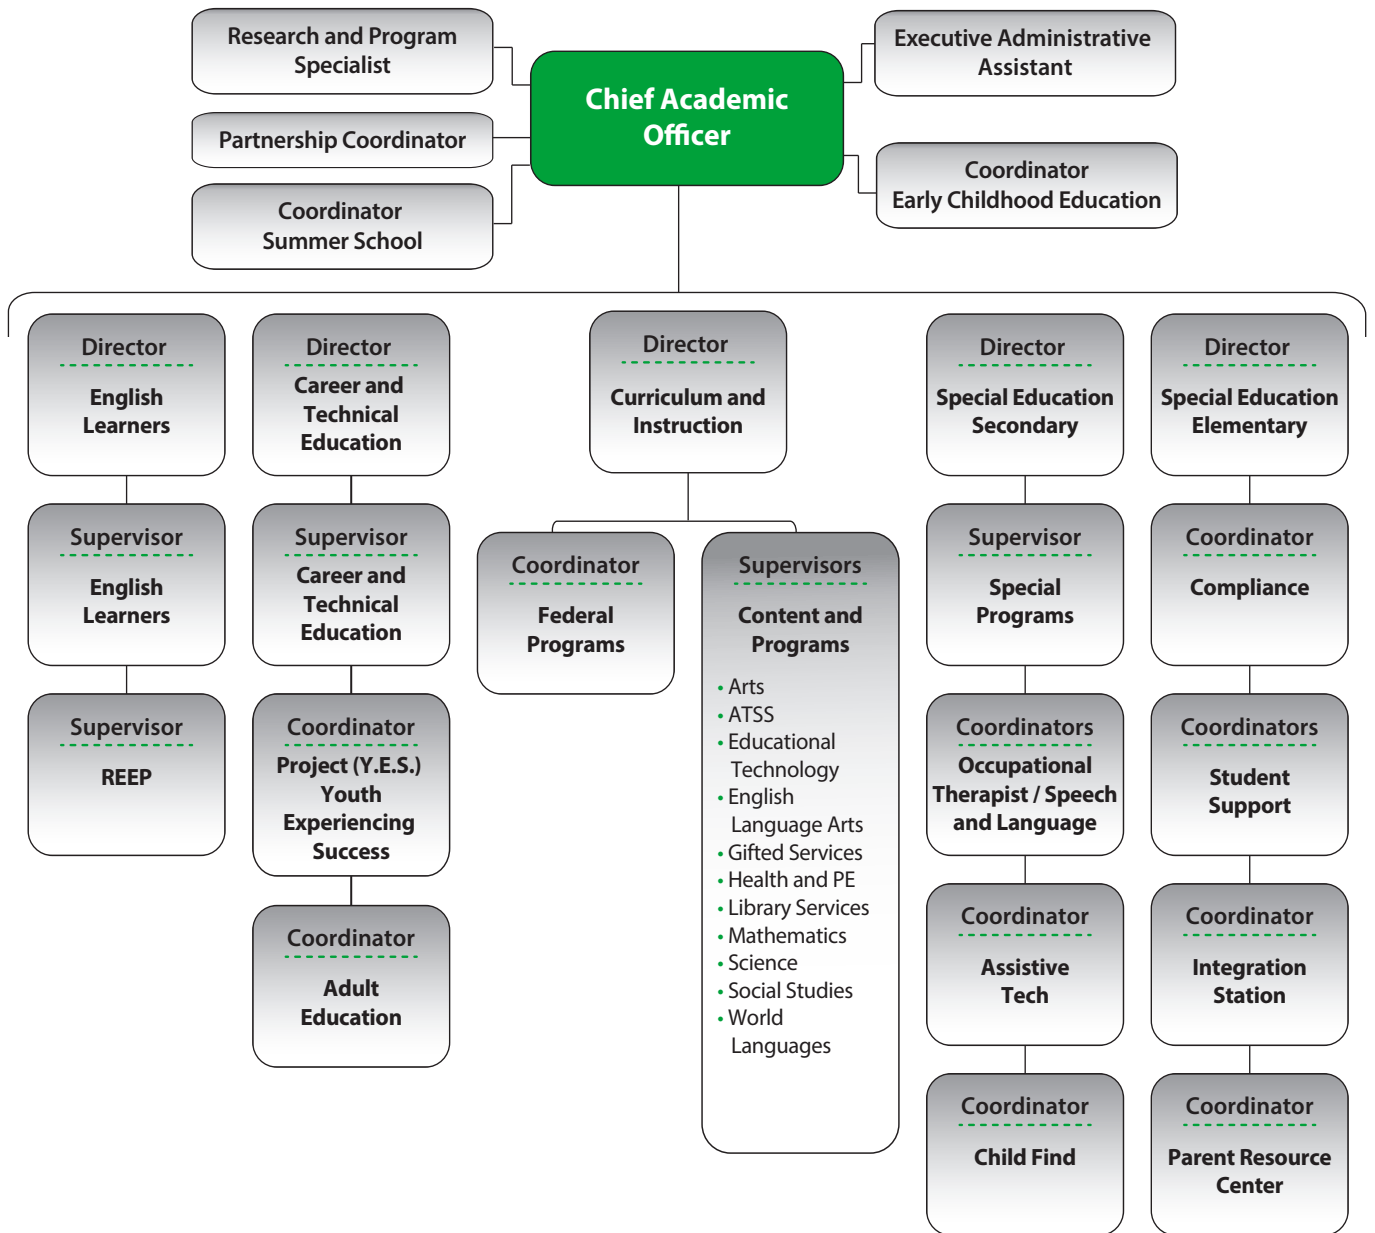 Research and Program
Specialist
Partnership Coordinator
Coordinator
Summer School
Chief Academic
Officer
Executive Administrative
Assistant
Coordinator
Early Childhood Education
Director
English
Learners
Supervisor
English
Learners
Supervisor
REEP
Director
Career and
Technical
Education
Supervisor
Career and
Technical
Education
Coordinator
Project (Y.E.S.)
Youth
Experiencing
Success
Coordinator
Adult
Education
Director
Curriculum and
Instruction
Coordinator
Federal
Programs
Supervisors
Content and
Programs
• Arts
• ATSS
• Educational
Technology
• English
Language Arts
• Gifted Services
• Health and PE
• Library Services
• Mathematics
• Science
• Social Studies
• World
Languages
Director
Special Education
Secondary
Supervisor
Special
Programs
Coordinators
Occupational
Therapist / Speech
and Language
Coordinator
Assistive
Tech
Coordinator
Child Find
Director
Special Education
Elementary
Coordinator
Compliance
Coordinators
Student
Support
Coordinator
Integration
Station
Coordinator
Parent Resource
Center